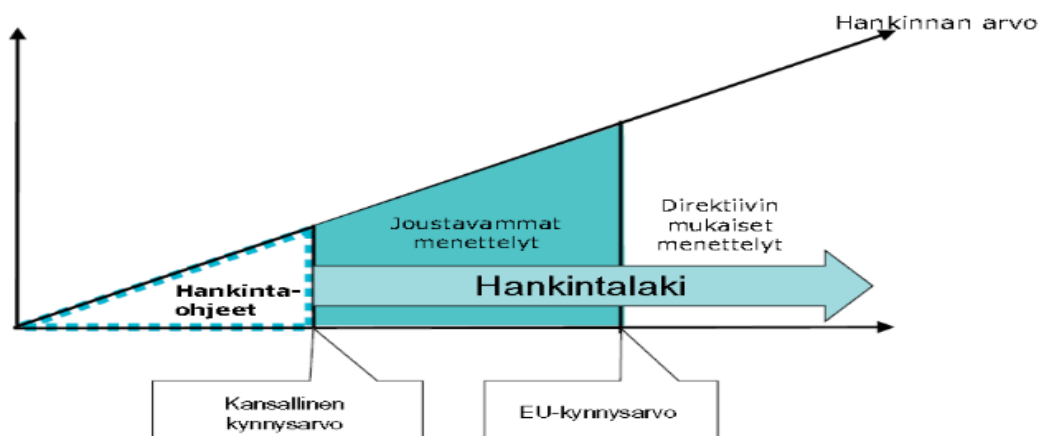 Hankinnan arvo
Joustavammat
menettelyt
Direktiivin
mukaiset
menettelyt
Hankinta-
ohjeet
Hankintalaki
Kansallinen
kynnysarvo
EU-kynnysarvo